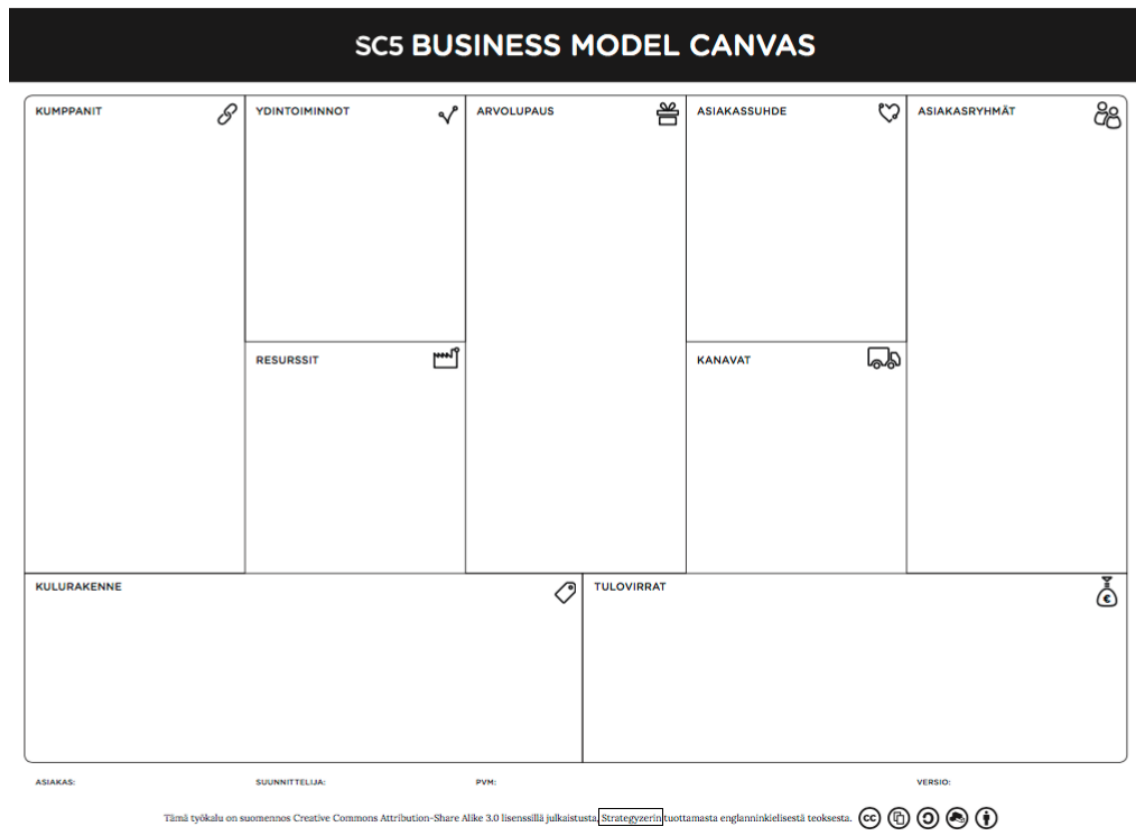 SC5 BUSINESS MODEL CANVAS
KUMPPANIT
YDINTOIMINNOT
ARVOLUPAUS
ASIAKASSUHDE
ASIAKASRYHMÄT
RESURSSIT
KANAVAT
KULURAKENNE
TULOVIRRAT
€
ASIAKAS:
SUUNNITTELIJA:
PVM:
VERSIO:
Tämä työkalu on suomennos Creative Commons Attribution-Share Alike 3.0 lisenssillä julkaistusta, Strategyzerin tuottamasta englanninkielisestä teoksesta.
cc